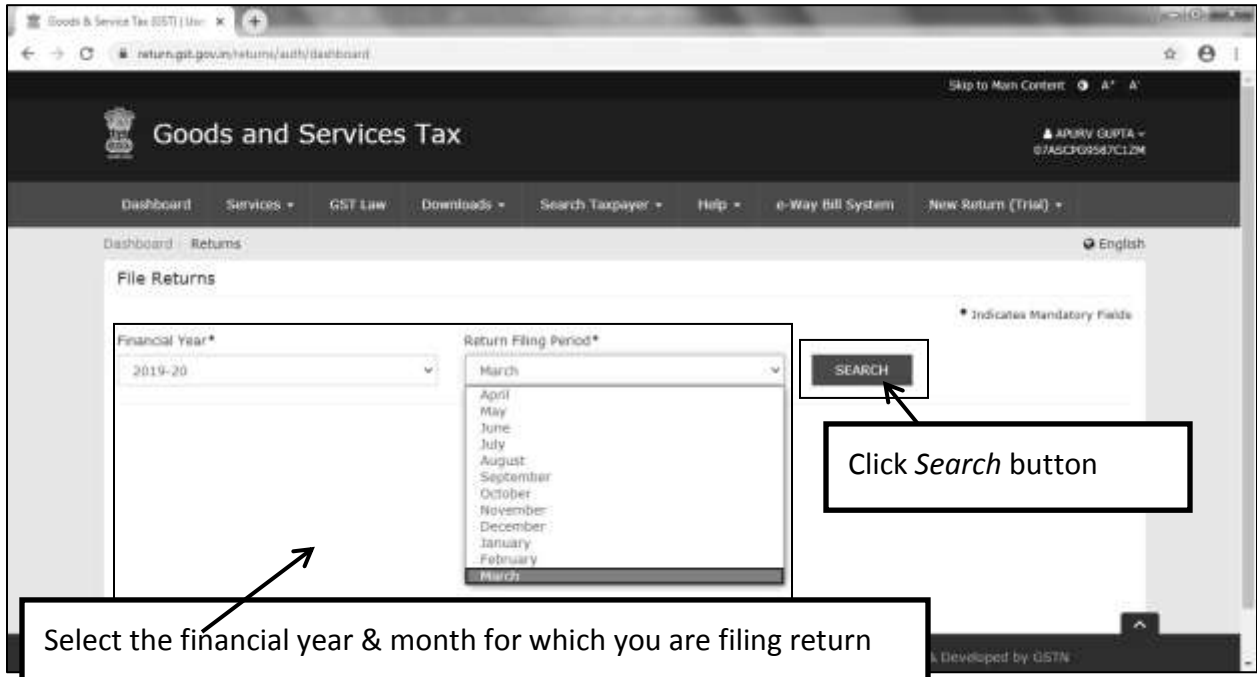 Goods & Service Tax (GST) | User
return.gst.gov.in/returns/auth/dashboard
Skip to Main Content A+ A-
Goods and Services Tax
APURV GUPTA
Dashboard Services GST Law Downloads Search Taxpayer Help e-Way Bill System New Return (Trial)
Dashboard Returns English
File Returns
• Indicates Mandatory Fields
Financial Year• Return Filing Period•
2019-20 March SEARCH
April
May
June
July
August
September
October
November
December
January
February
March
Click Search button
Select the financial year & month for which you are filing return
Developed by GSTN